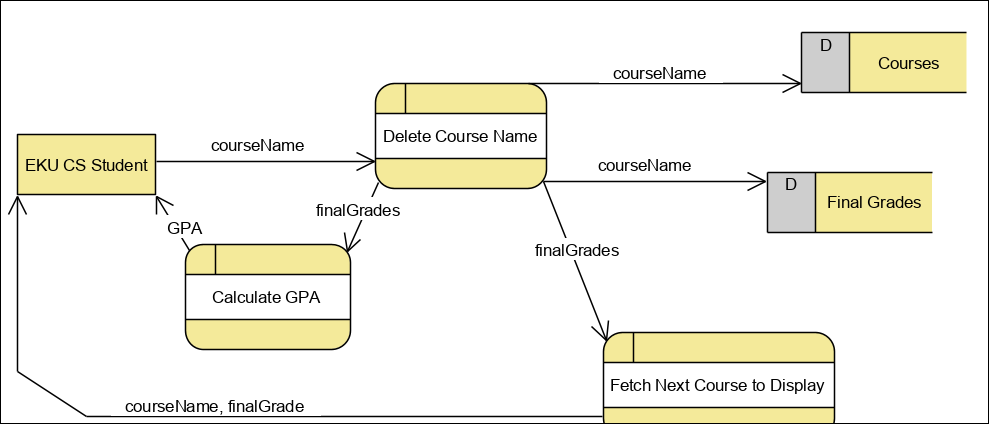 D
Courses
courseName
Delete Course Name
courseName
EKU CS Student
courseName
D
Final Grades
finalGrades
GPA
finalGrades
Calculate GPA
Fetch Next Course to Display
courseName, finalGrade